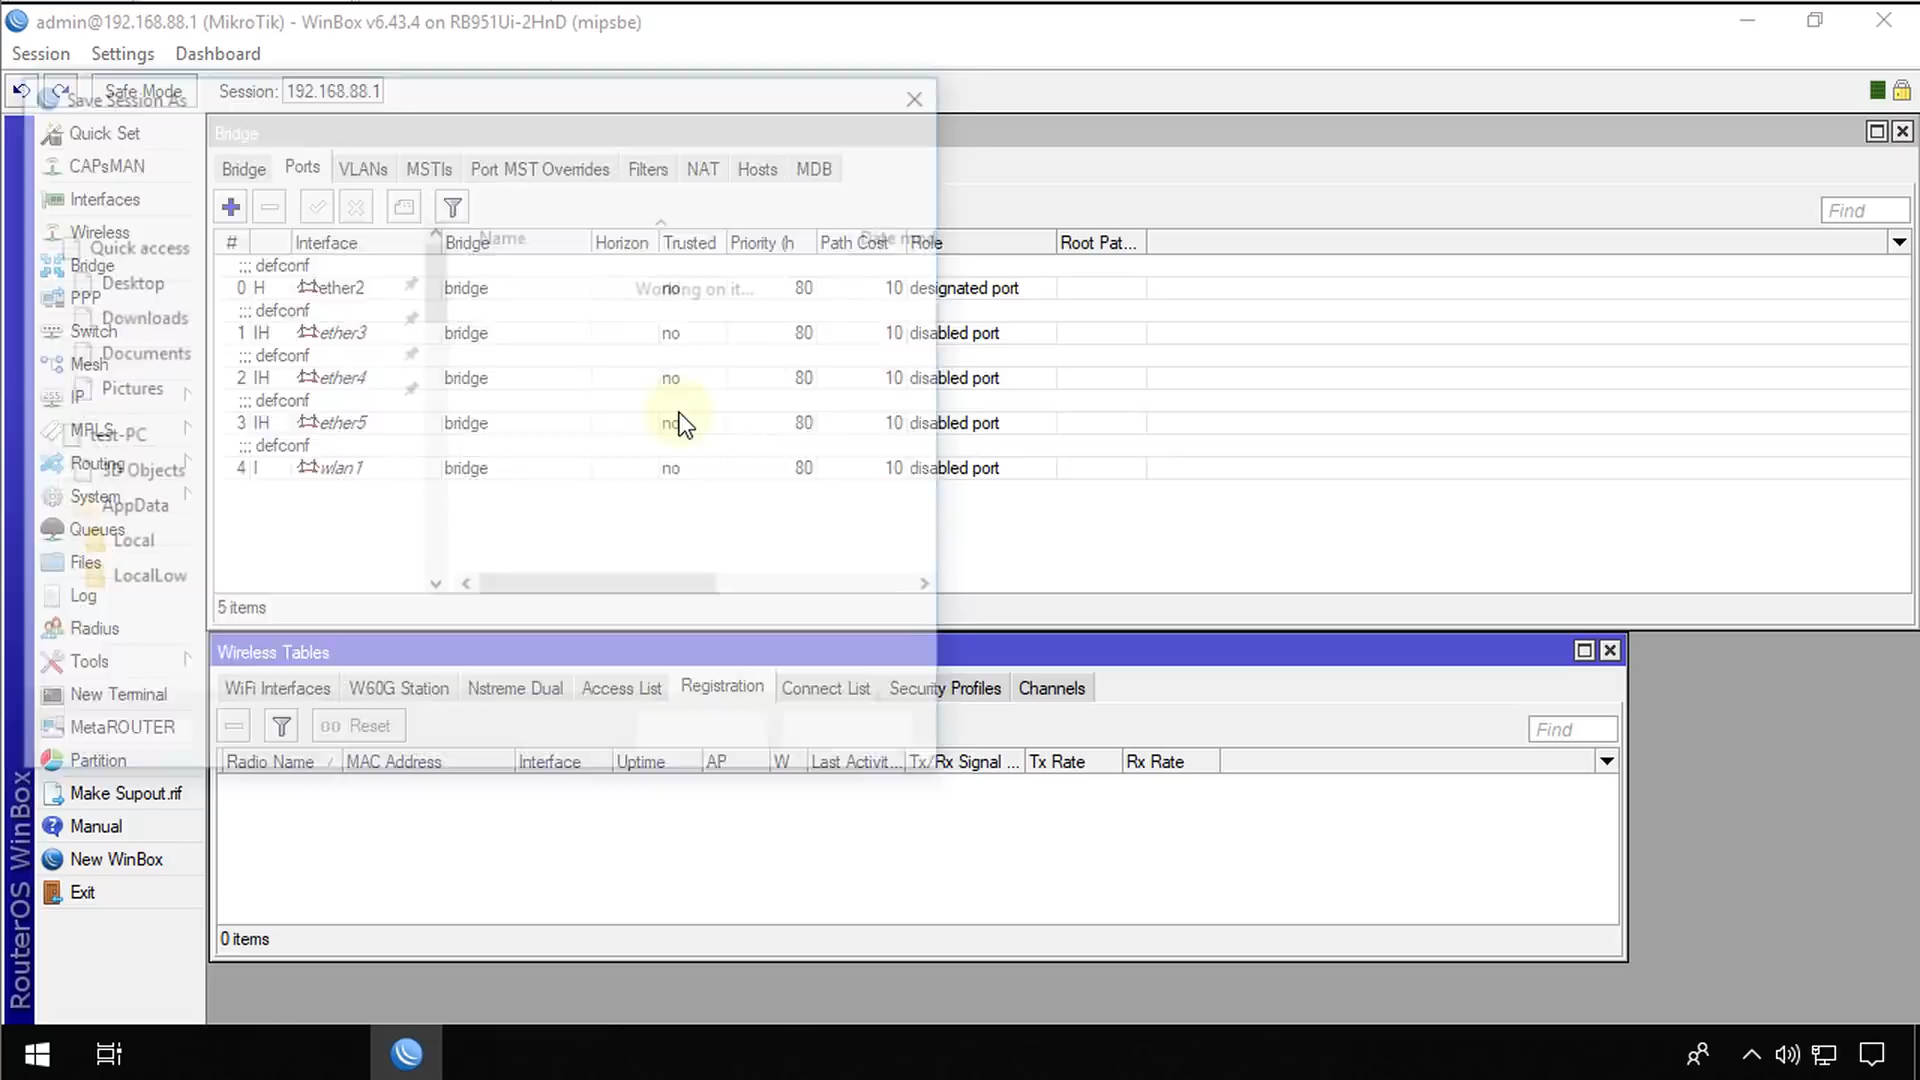 admin@192.168.88.1 (MikroTik) - WinBox v6.43.4 on RB951Ui-2HnD (mipsbe)
Session Settings Dashboard
Safe Mode Session: 192.168.88.1
Save Session As
Quick Set
CAPsMAN
Interfaces
Wireless
Bridge
PPP
Switch
Mesh
IP
MPLS
Routing
System
Queues
Files
Log
Radius
Tools
New Terminal
MetaROUTER
Partition
Make Supout.rif
Manual
New WinBox
Exit
RouterOS WinBox
Quick access
Desktop
Downloads
Documents
Pictures
test-PC
3D Objects
AppData
Local
LocalLow
Name
Working on it...
Bridge
Bridge Ports VLANs MSTIs Port MST Overrides Filters NAT Hosts MDB
Find
# Interface Bridge Horizon Trusted Priority (h Path Cost Role Root Pat...
;;; defconf
0 H ether2 bridge no 80 10 designated port
;;; defconf
1 IH ether3 bridge no 80 10 disabled port
;;; defconf
2 IH ether4 bridge no 80 10 disabled port
;;; defconf
3 IH ether5 bridge no 80 10 disabled port
;;; defconf
4 I wlan1 bridge no 80 10 disabled port
5 items
Wireless Tables
WiFi Interfaces W60G Station Nstreme Dual Access List Registration Connect List Security Profiles Channels
00 Reset
Find
Radio Name / MAC Address Interface Uptime AP W Last Activit... Tx/Rx Signal ... Tx Rate Rx Rate
0 items